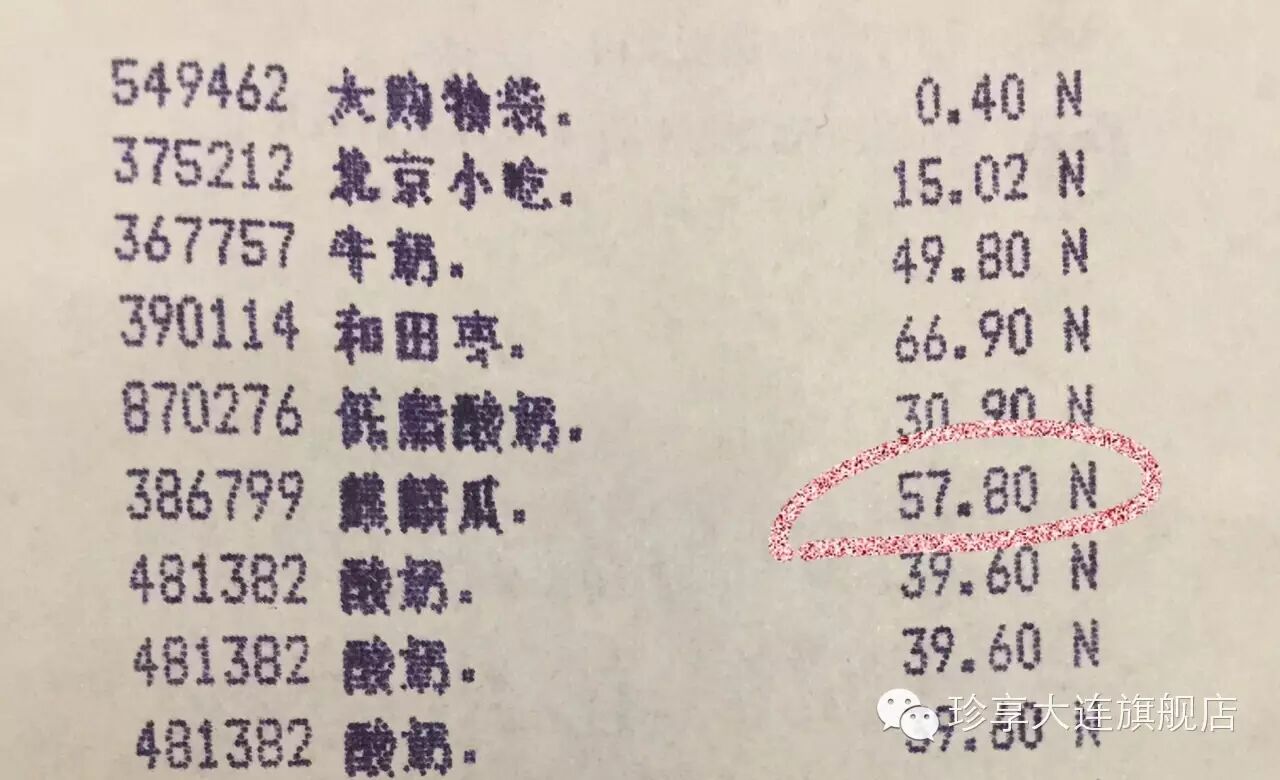 549462 大购物袋. 0.40 N
375212 北京小吃. 15.02 N
367757 牛奶. 49.80 N
390114 和田枣. 66.90 N
870276 低脂酸奶. 30.90 N
386799 麒麟瓜. 57.80 N
481382 酸奶. 39.60 N
481382 酸奶. 39.60 N
481382 酸奶. N
珍享大连旗舰店